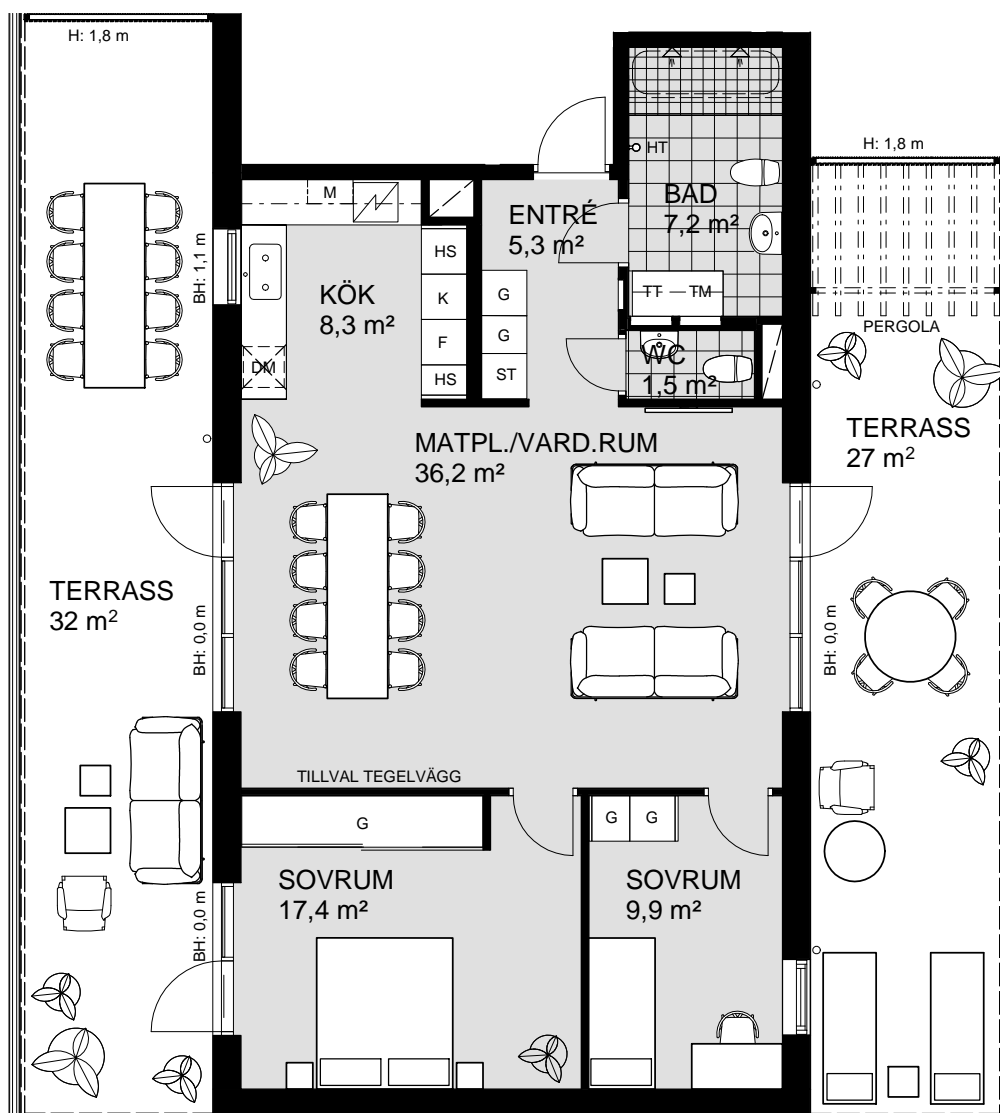 H: 1,8 m
H: 1,8 m
HT
M
BAD
7,2 m²
ENTRÉ
5,3 m²
BH: 1,1 m
HS
K
F
HS
KÖK
8,3 m²
G
G
ST
TT
TM
DM
WC
1,5 m²
PERGOLA
MATPL./VARD.RUM
36,2 m²
TERRASS
27 m²
TERRASS
32 m²
BH: 0,0 m
BH: 0,0 m
TILLVAL TEGELVÄGG
G
G
G
SOVRUM
17,4 m²
SOVRUM
9,9 m²
BH: 0,0 m